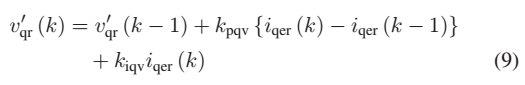 v′qr (k) = v′qr (k − 1) + kpqv {iqer (k) − iqer (k − 1)}
+ kiqv iqer (k) (9)